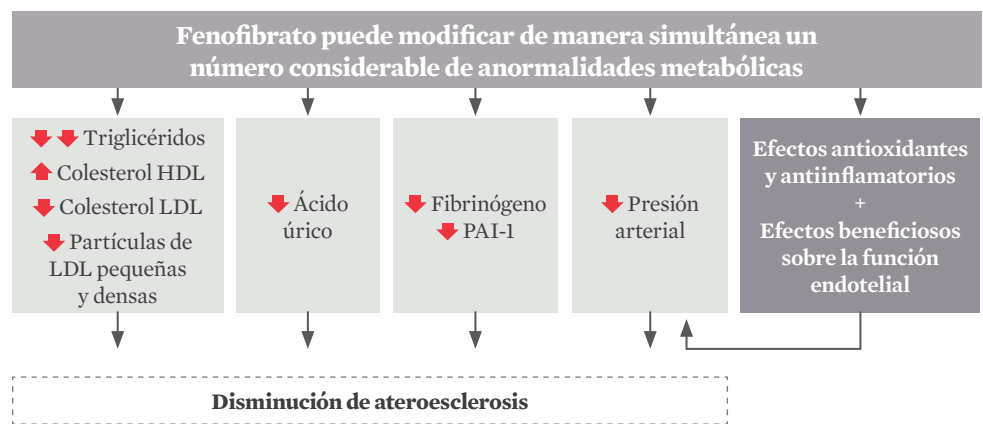 Fenofibrato puede modificar de manera simultánea un
número considerable de anormalidades metabólicas
Triglicéridos
Colesterol HDL
Colesterol LDL
Partículas de
LDL pequeñas
y densas
Ácido
úrico
Fibrinógeno
PAI-1
Presión
arterial
Efectos antioxidantes
y antiinflamatorios
+
Efectos beneficiosos
sobre la función
endotelial
Disminución de ateroesclerosis